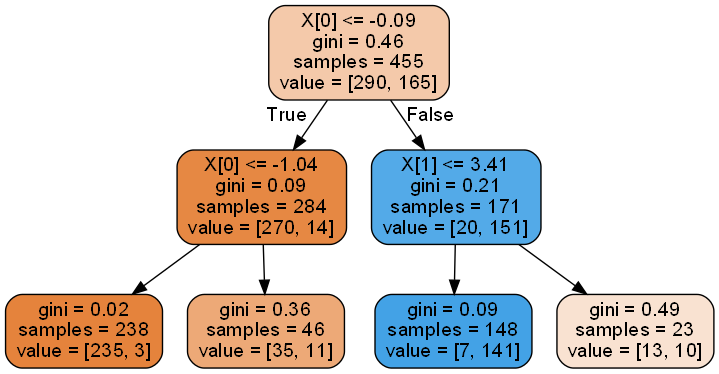 X[0] <= -0.09
gini = 0.46
samples = 455
value = [290, 165]
True
False
X[0] <= -1.04
gini = 0.09
samples = 284
value = [270, 14]
X[1] <= 3.41
gini = 0.21
samples = 171
value = [20, 151]
gini = 0.02
samples = 238
value = [235, 3]
gini = 0.36
samples = 46
value = [35, 11]
gini = 0.09
samples = 148
value = [7, 141]
gini = 0.49
samples = 23
value = [13, 10]